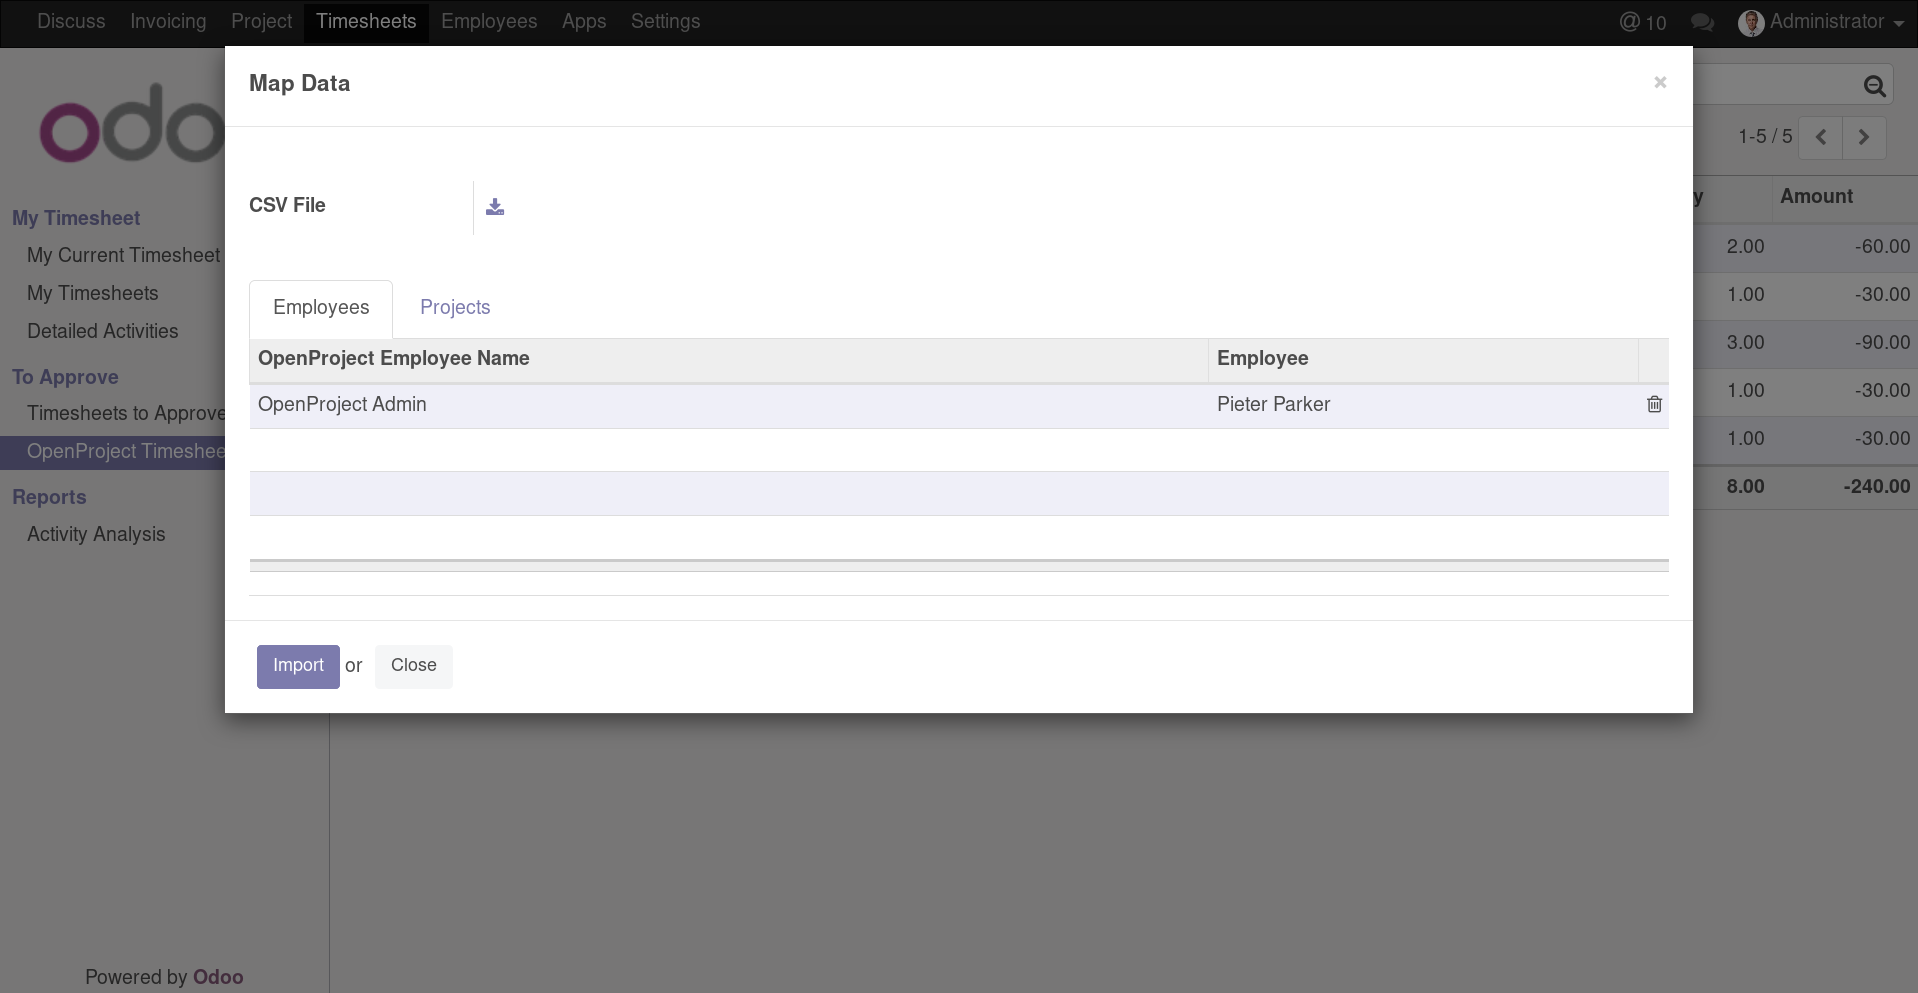 Discuss Invoicing Project Timesheets Employees Apps Settings @ 10 Administrator
Map Data ×
odoo
1-5 / 5
CSV File
My Timesheet
My Current Timesheet
My Timesheets
Detailed Activities
To Approve
Timesheets to Approve
OpenProject Timeshee
Reports
Activity Analysis
Employees Projects
OpenProject Employee Name Employee
OpenProject Admin Pieter Parker
Import or Close
y Amount
2.00 -60.00
1.00 -30.00
3.00 -90.00
1.00 -30.00
1.00 -30.00
8.00 -240.00
Powered by Odoo